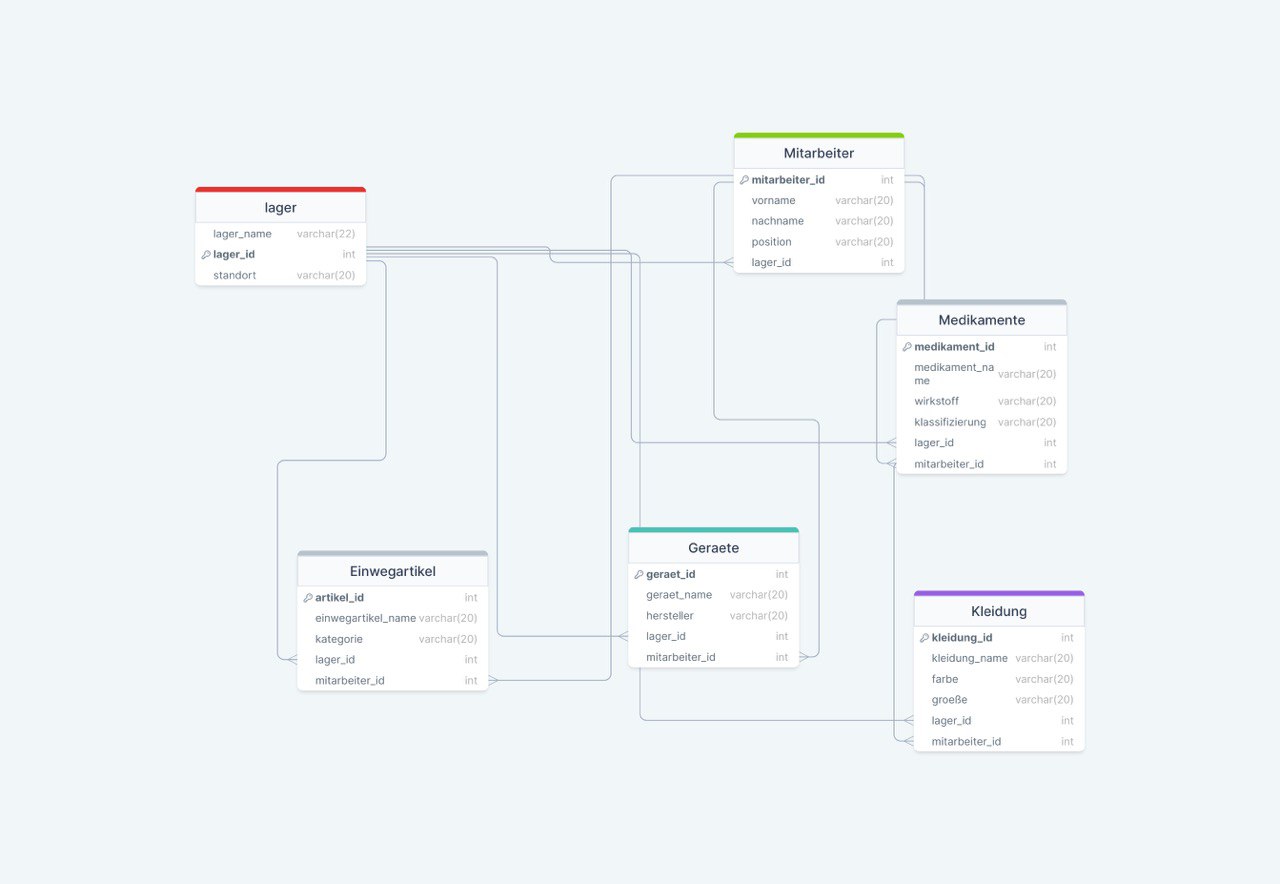 Mitarbeiter
mitarbeiter_id int
vorname varchar(20)
nachname varchar(20)
position varchar(20)
lager_id int
lager
lager_name varchar(22)
lager_id int
standort varchar(20)
Medikamente
medikament_id int
medikament_na
me varchar(20)
wirkstoff varchar(20)
klassifizierung varchar(20)
lager_id int
mitarbeiter_id int
Einwegartikel
artikel_id int
einwegartikel_name varchar(20)
kategorie varchar(20)
lager_id int
mitarbeiter_id int
Geraete
geraet_id int
geraet_name varchar(20)
hersteller varchar(20)
lager_id int
mitarbeiter_id int
Kleidung
kleidung_id int
kleidung_name varchar(20)
farbe varchar(20)
groeße varchar(20)
lager_id int
mitarbeiter_id int